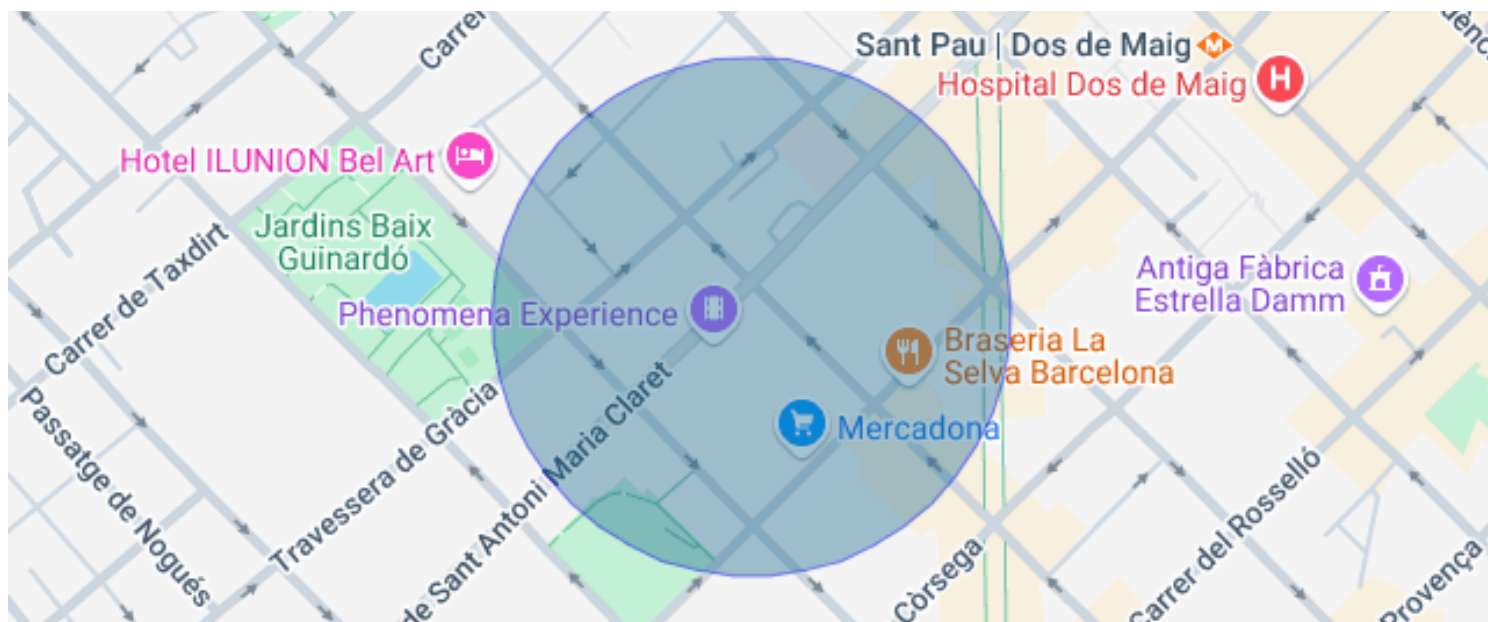 Carrer
Sant Pau | Dos de Maig
M
Hospital Dos de Maig
H
Hotel ILUNION Bel Art
Jardins Baix
Guinardó
Carrer de Taxdirt
Phenomena Experience
Antiga Fàbrica
Estrella Damm
Braseria La
Selva Barcelona
Mercadona
Passatge de Nogués
Travessera de Gràcia
de Sant Antoni Maria Claret
Còrsega
Carrer del Rosselló
Provença